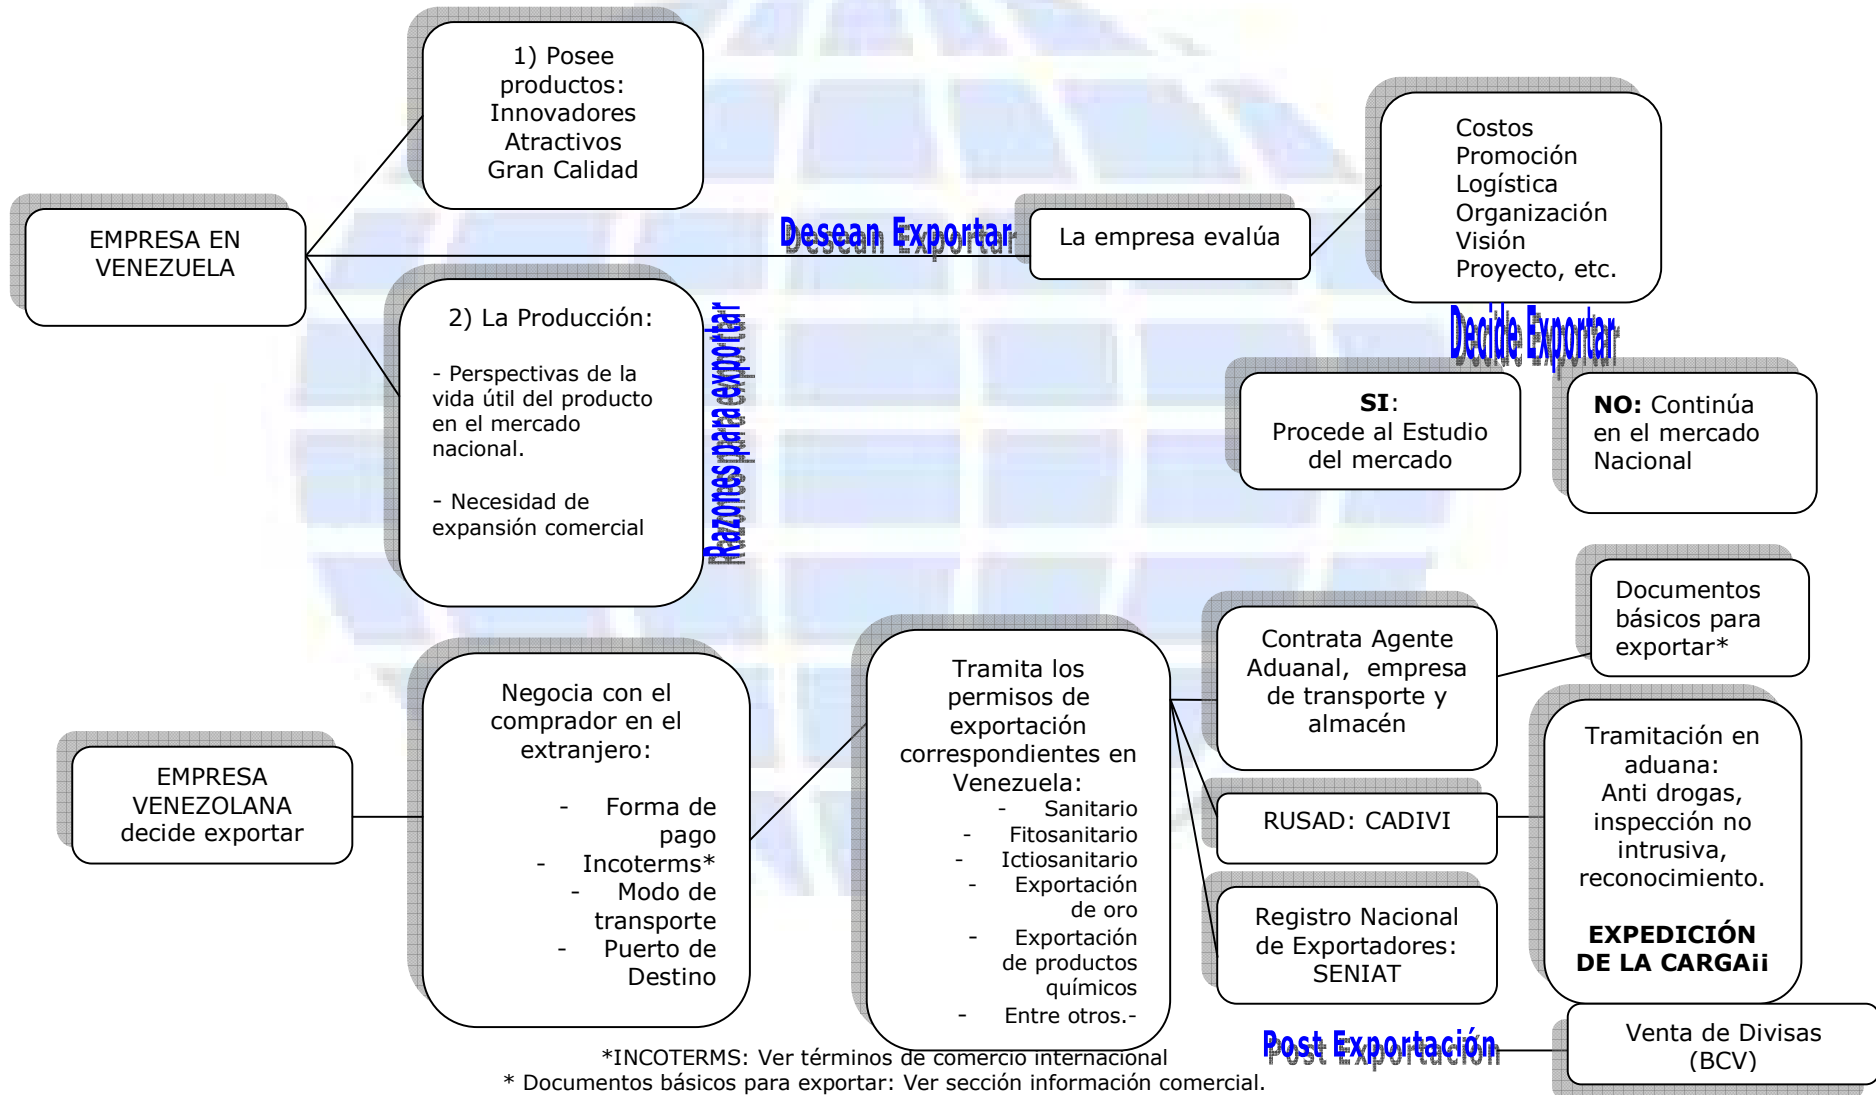 1) Posee
productos:
Innovadores
Atractivos
Gran Calidad
EMPRESA EN
VENEZUELA
2) La Producción:
- Perspectivas de la
vida útil del producto
en el mercado
nacional.
- Necesidad de
expansión comercial
Razones para exportar
Desean Exportar
La empresa evalúa
Costos
Promoción
Logística
Organización
Visión
Proyecto, etc.
Decide Exportar
SI:
Procede al Estudio
del mercado
NO: Continúa
en el mercado
Nacional
EMPRESA
VENEZOLANA
decide exportar
Negocia con el
comprador en el
extranjero:
- Forma de
pago
- Incoterms*
- Modo de
transporte
- Puerto de
Destino
Tramita los
permisos de
exportación
correspondientes en
Venezuela:
- Sanitario
- Fitosanitario
- Ictiosanitario
- Exportación
de oro
- Exportación
de productos
químicos
- Entre otros.-
Contrata Agente
Aduanal, empresa
de transporte y
almacén
Documentos
básicos para
exportar*
RUSAD: CADIVI
Registro Nacional
de Exportadores:
SENIAT
Tramitación en
aduana:
Anti drogas,
inspección no
intrusiva,
reconocimiento.
EXPEDICIÓN
DE LA CARGA¡¡
Post Exportación
Venta de Divisas
(BCV)
*INCOTERMS: Ver términos de comercio internacional
* Documentos básicos para exportar: Ver sección información comercial.